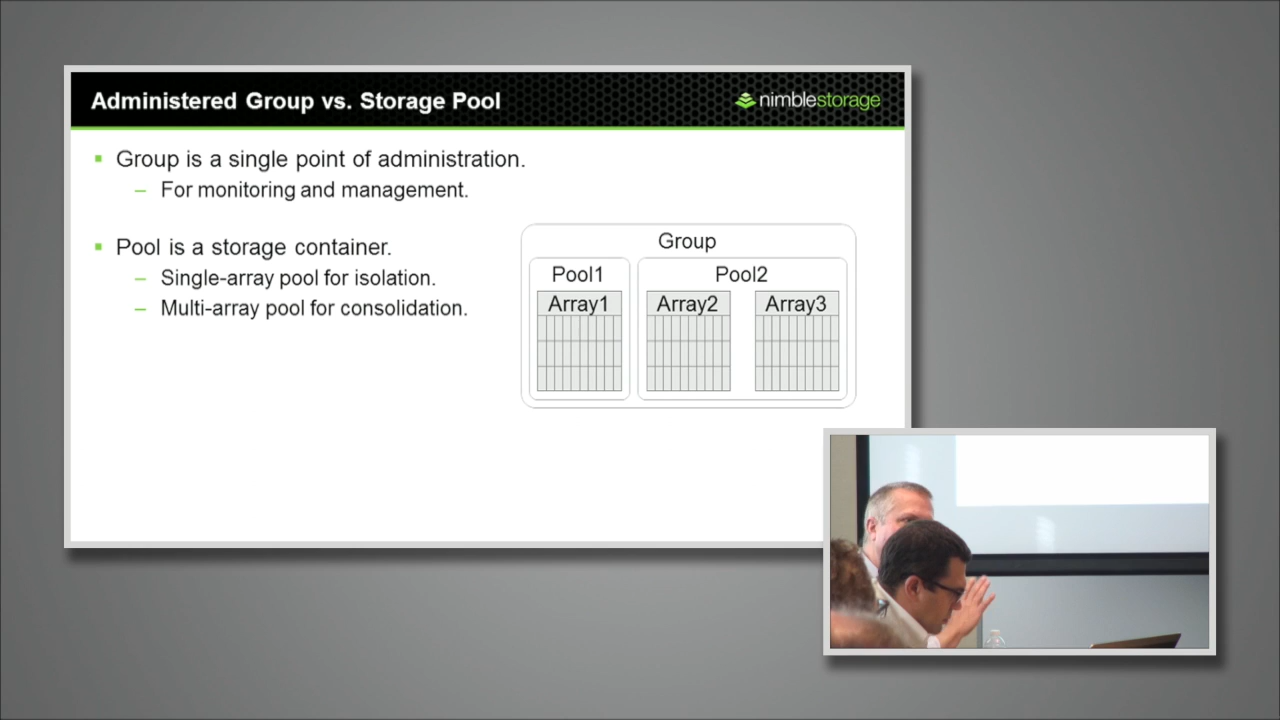 Administered Group vs. Storage Pool
nimblestorage
▪ Group is a single point of administration.
– For monitoring and management.
▪ Pool is a storage container.
– Single-array pool for isolation.
– Multi-array pool for consolidation.
Group
Pool1 Pool2
Array1 Array2 Array3